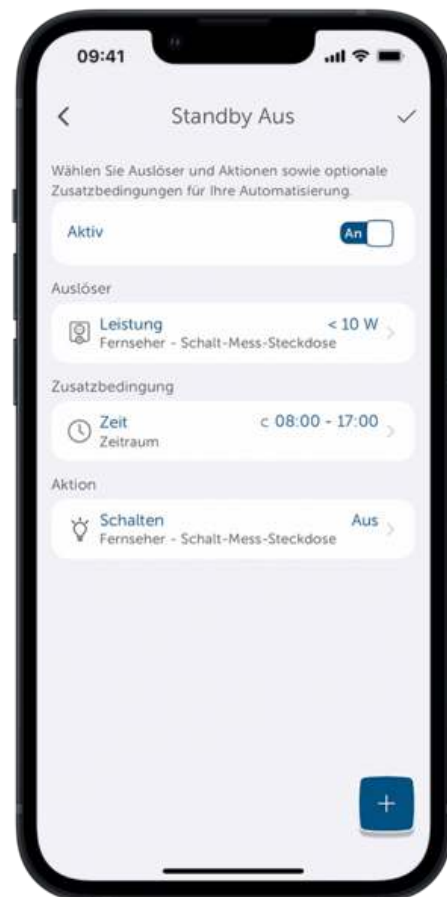 09:41
Standby Aus
Wählen Sie Auslöser und Aktionen sowie optionale
Zusatzbedingungen für Ihre Automatisierung.
Aktiv An
Auslöser
Leistung < 10 W
Fernseher - Schalt-Mess-Steckdose
Zusatzbedingung
Zeit c 08:00 - 17:00
Zeitraum
Aktion
Schalten Aus
Fernseher - Schalt-Mess-Steckdose